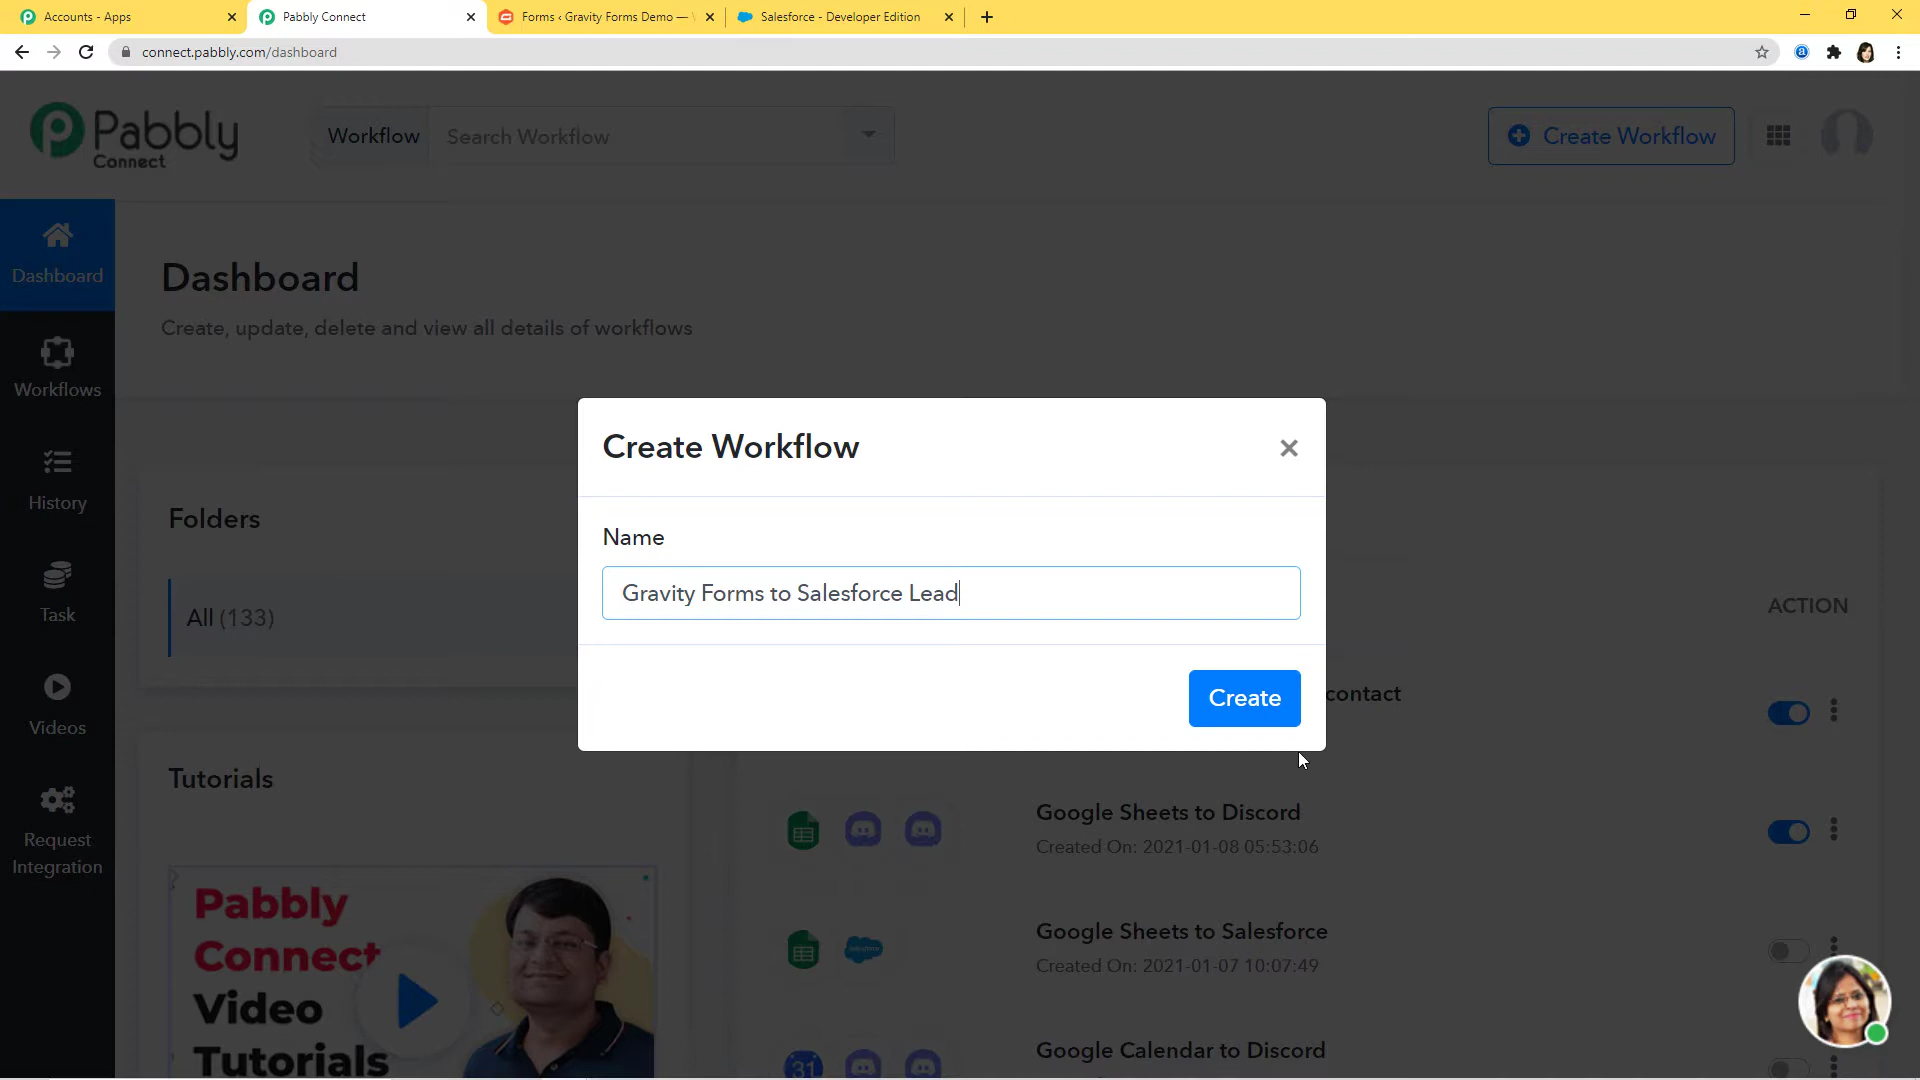 Accounts - Apps
Pabbly Connect
Forms ‹ Gravity Forms Demo —
Salesforce - Developer Edition
connect.pabbly.com/dashboard
Pabbly
Connect
Workflow
Search Workflow
Create Workflow
Dashboard
Workflows
History
Task
Videos
Request
Integration
Dashboard
Create, update, delete and view all details of workflows
Folders
All (133)
Tutorials
Pabbly
Connect
Video
Tutorials
Create Workflow
Name
Gravity Forms to Salesforce Lead
Create
ACTION
contact
Google Sheets to Discord
Created On: 2021-01-08 05:53:06
Google Sheets to Salesforce
Created On: 2021-01-07 10:07:49
31
Google Calendar to Discord